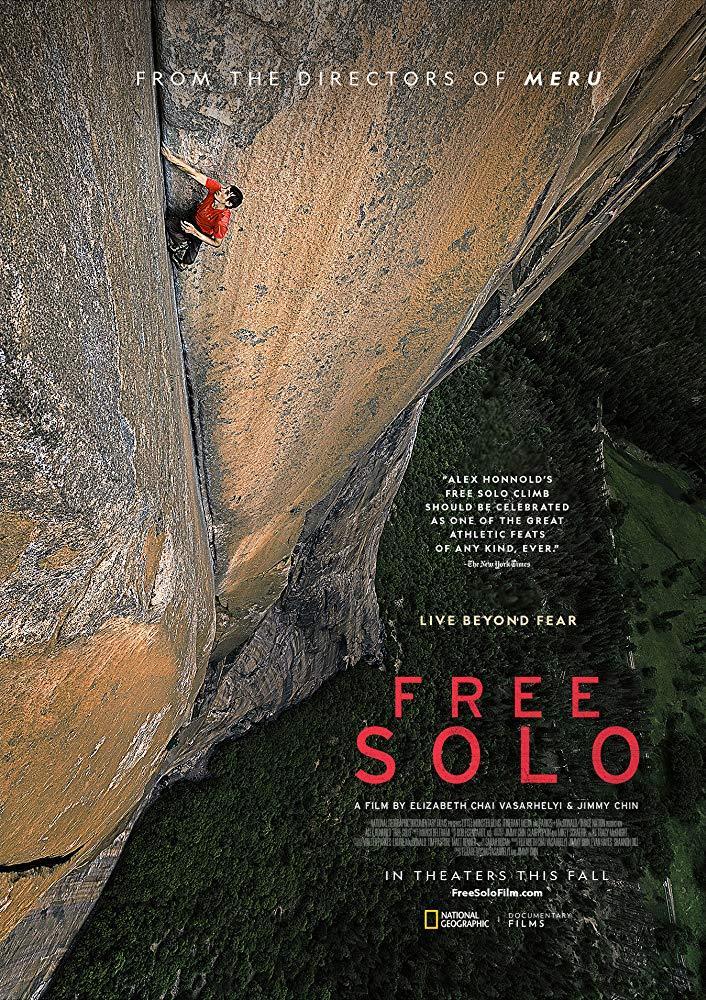 FROM THE DIRECTORS OF MERU
"ALEX HONNOLD'S
FREE SOLO CLIMB
SHOULD BE CELEBRATED
AS ONE OF THE GREAT
ATHLETIC FEATS
OF ANY KIND, EVER."
-The New York Times
LIVE BEYOND FEAR
FREE
SOLO
A FILM BY ELIZABETH CHAI VASARHELYI & JIMMY CHIN
IN THEATERS THIS FALL
FreeSoloFilm.com
NATIONAL GEOGRAPHIC | DOCUMENTARY FILMS